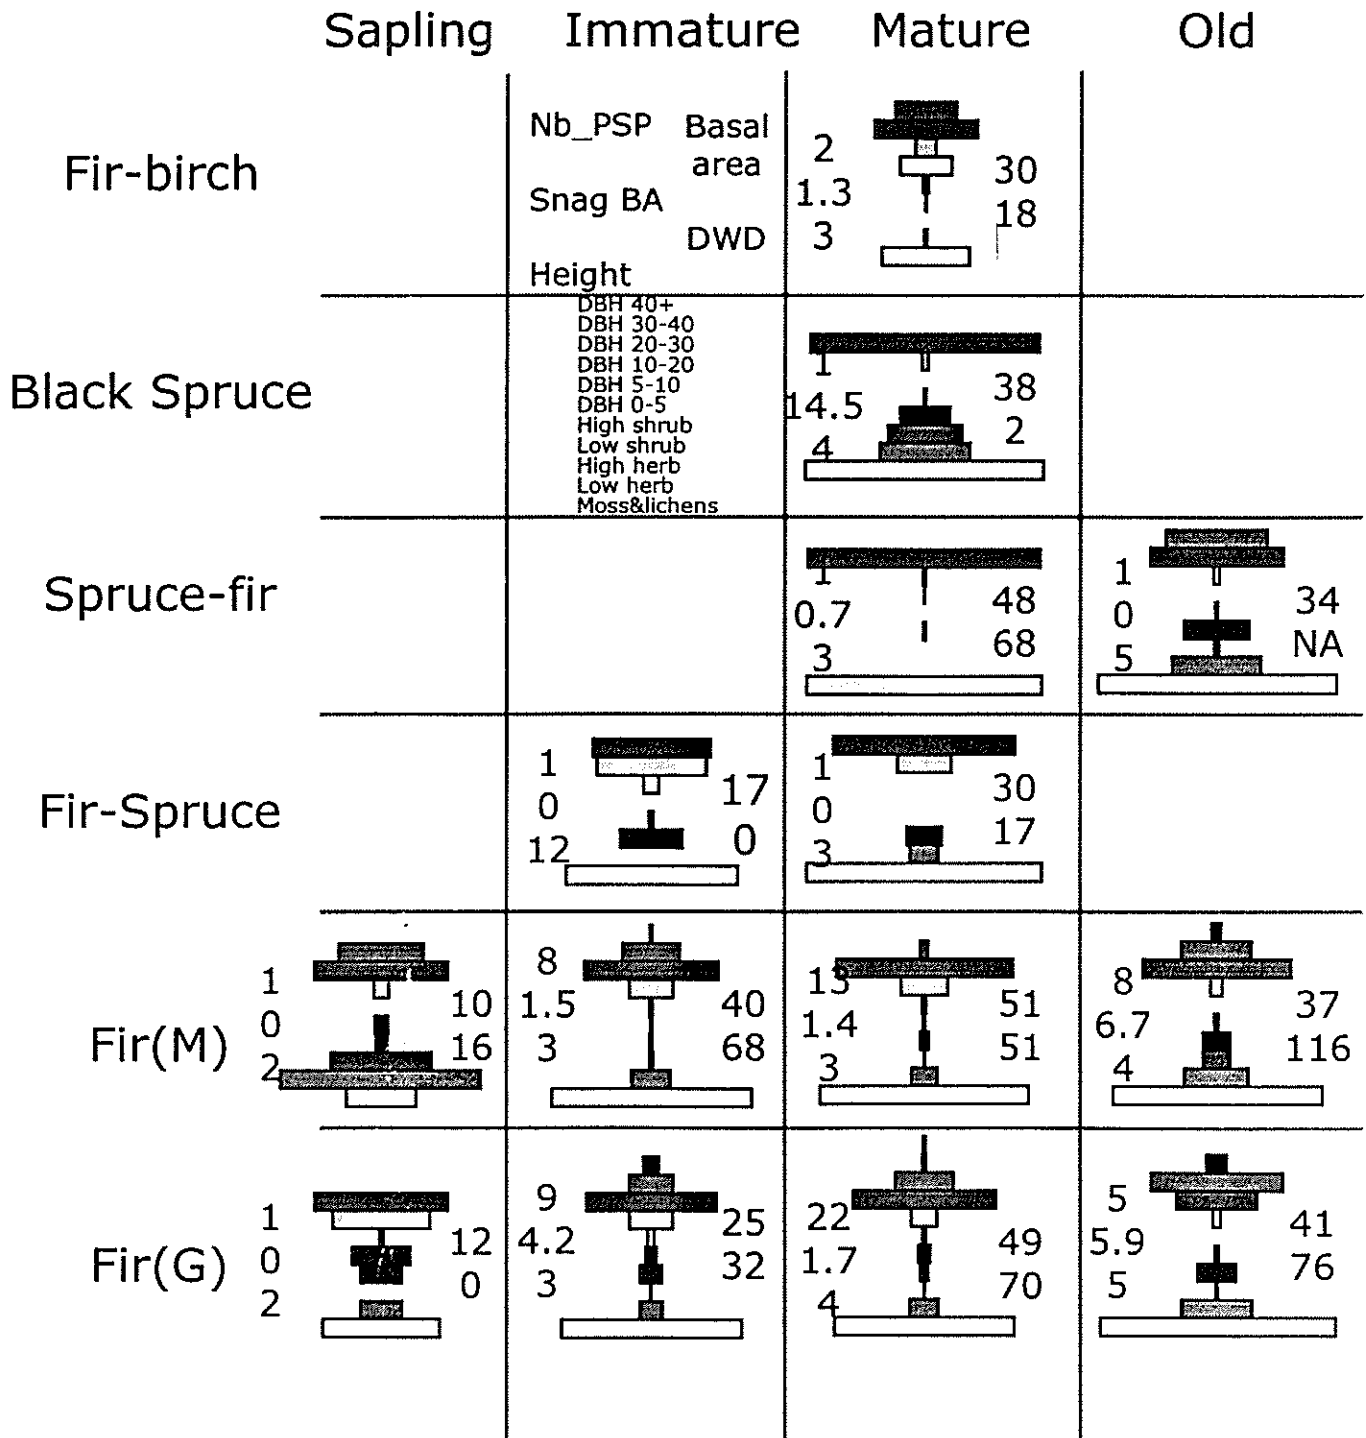 Sapling Immature Mature Old
Fir-birch
Nb_PSP Basal
area
Snag BA
DWD
Height
2
1.3
3
30
18
Black Spruce
DBH 40+
DBH 30-40
DBH 20-30
DBH 10-20
DBH 5-10
DBH 0-5
High shrub
Low shrub
High herb
Low herb
Moss&lichens
1
14.5
4
38
2
Spruce-fir
1
0.7
3
48
68
1
0
5
34
NA
Fir-Spruce
1
0
12
17
0
1
0
3
30
17
Fir(M)
1
0
2
10
16
8
1.5
3
40
68
13
1.4
3
51
51
8
6.7
4
37
116
Fir(G)
1
0
2
12
0
9
4.2
3
25
32
22
1.7
4
49
70
5
5.9
5
41
76